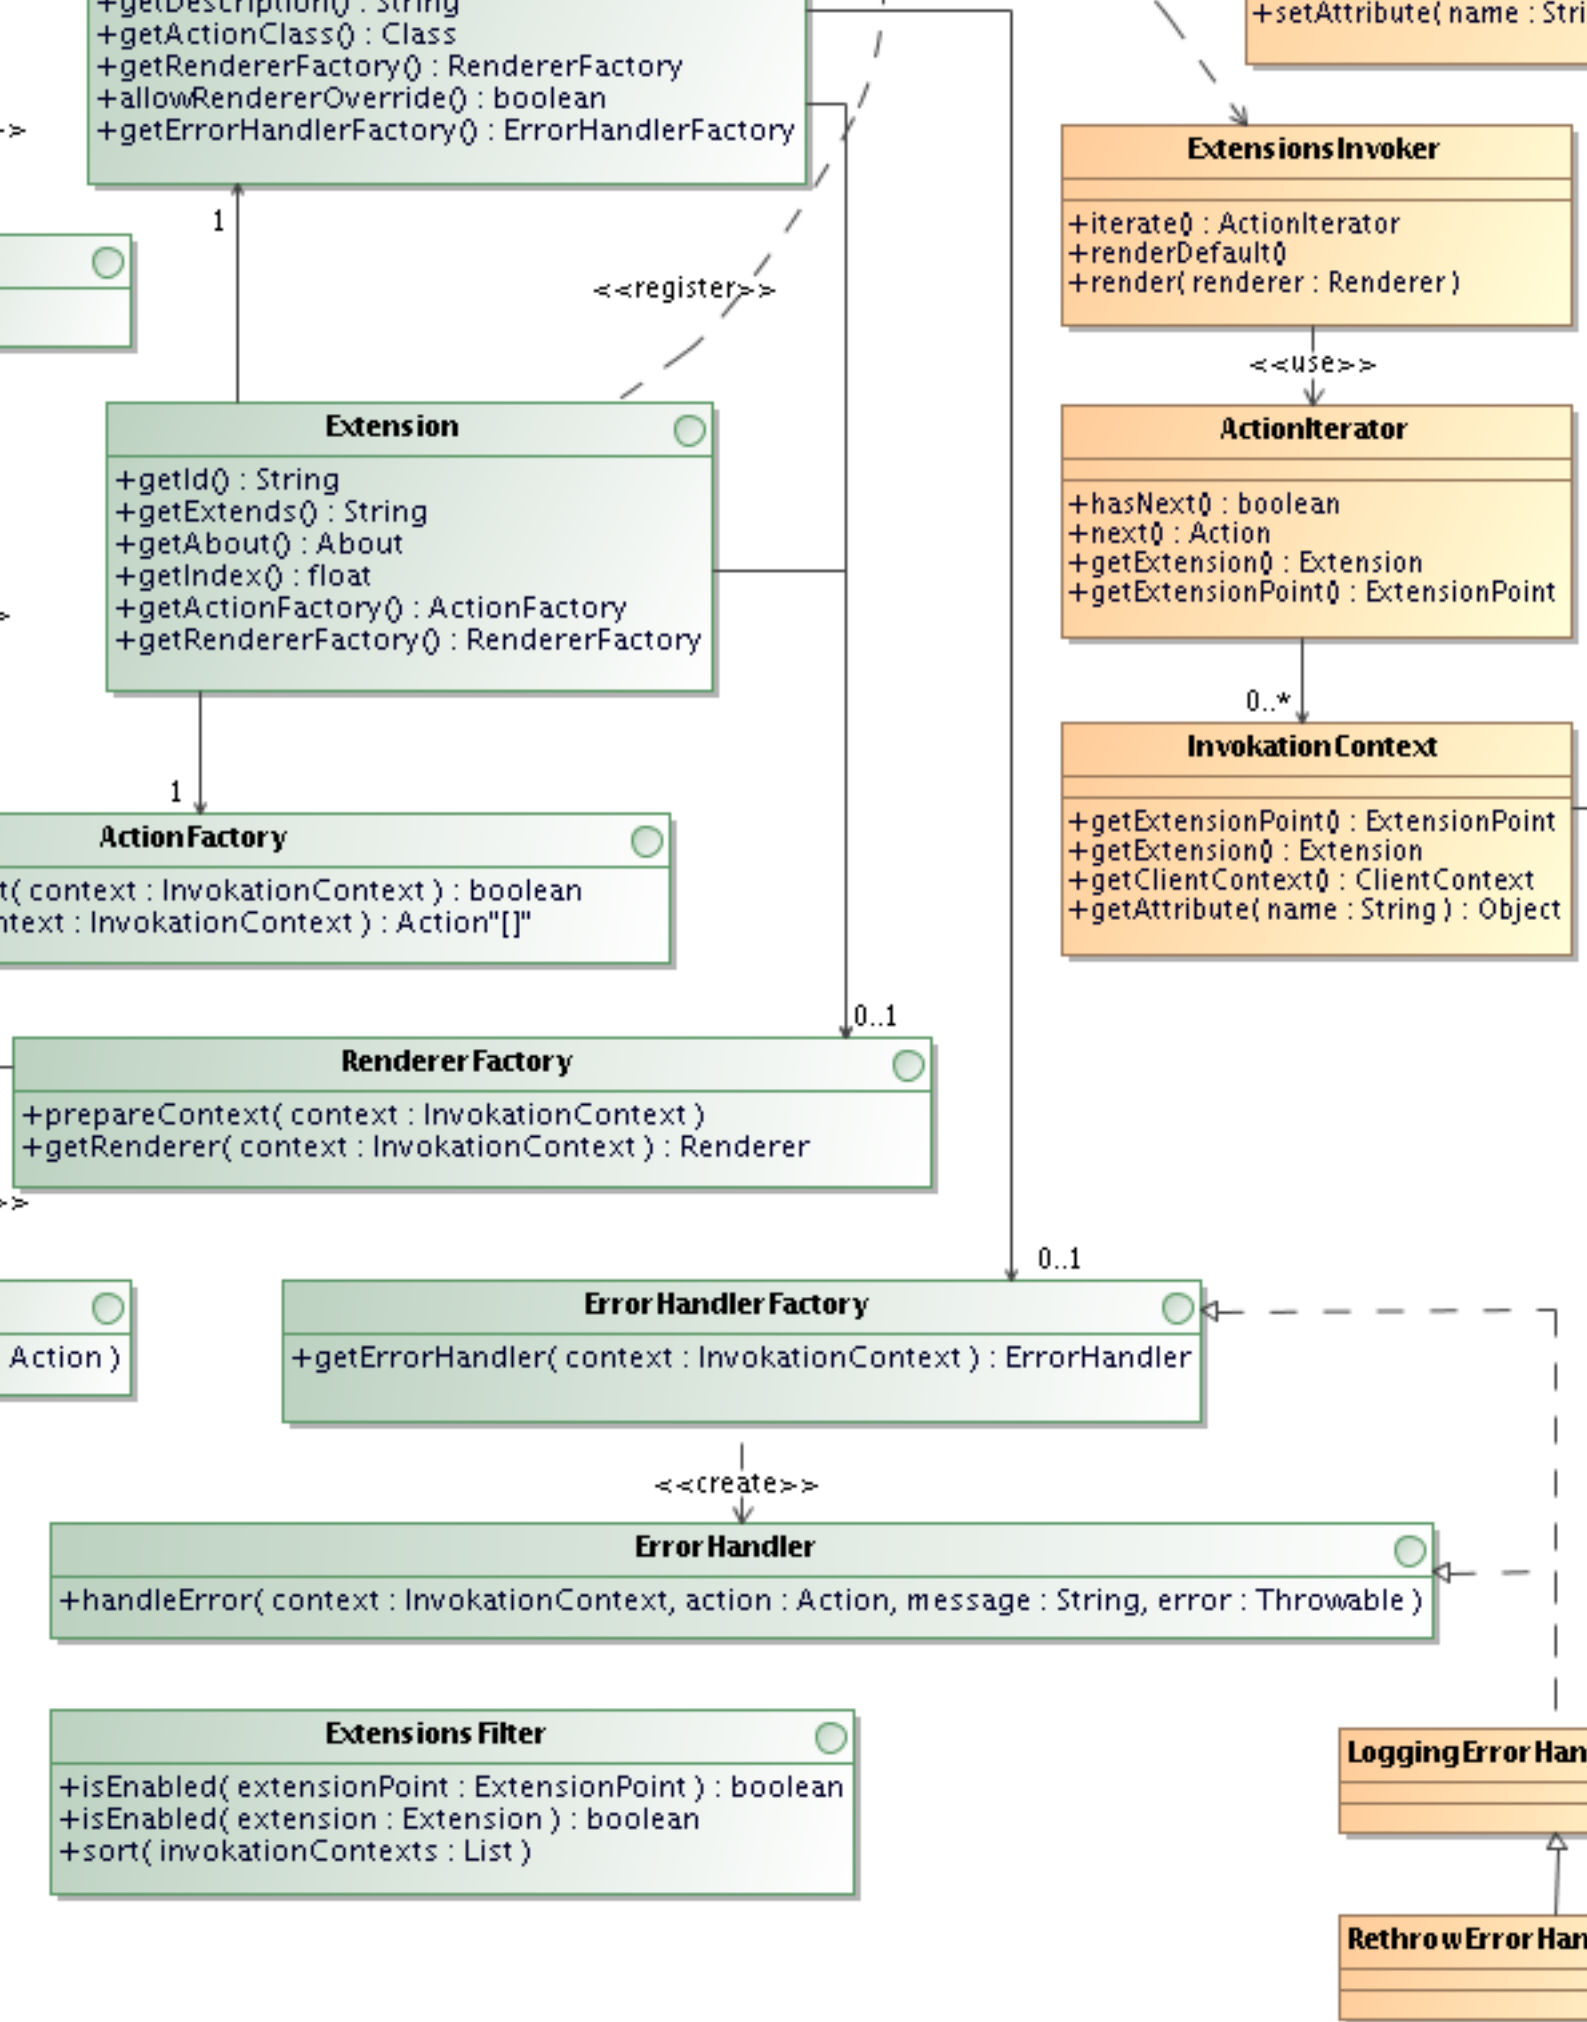 +getDescription() : String
+getActionClass() : Class
+getRendererFactory() : RendererFactory
+allowRendererOverride() : boolean
+getErrorHandlerFactory() : ErrorHandlerFactory
+setAttribute( name : Stri
>>
1
<<register>>
ExtensionsInvoker
+iterate() : ActionIterator
+renderDefault()
+render( renderer : Renderer )
<<use>>
Extension
+getId() : String
+getExtends() : String
+getAbout() : About
+getIndex() : float
+getActionFactory() : ActionFactory
+getRendererFactory() : RendererFactory
ActionIterator
+hasNext() : boolean
+next() : Action
+getExtension() : Extension
+getExtensionPoint() : ExtensionPoint
>
0..*
1
InvokationContext
+getExtensionPoint() : ExtensionPoint
+getExtension() : Extension
+getClientContext() : ClientContext
+getAttribute( name : String ) : Object
ActionFactory
t( context : InvokationContext ) : boolean
ntext : InvokationContext ) : Action"[]"
0..1
RendererFactory
+prepareContext( context : InvokationContext )
+getRenderer( context : InvokationContext ) : Renderer
>>
0..1
Action )
ErrorHandlerFactory
+getErrorHandler( context : InvokationContext ) : ErrorHandler
<<create>>
ErrorHandler
+handleError( context : InvokationContext, action : Action, message : String, error : Throwable )
ExtensionsFilter
+isEnabled( extensionPoint : ExtensionPoint ) : boolean
+isEnabled( extension : Extension ) : boolean
+sort( invokationContexts : List )
LoggingErrorHan
RethrowErrorHan